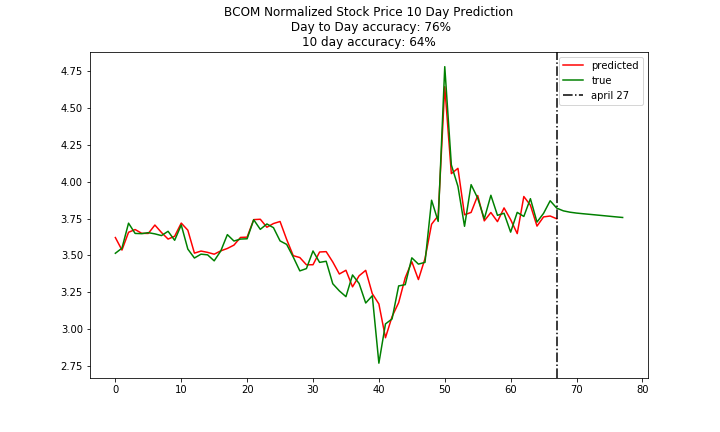 BCOM Normalized Stock Price 10 Day Prediction
Day to Day accuracy: 76%
10 day accuracy: 64%
predicted
true
april 27
4.75
4.50
4.25
4.00
3.75
3.50
3.25
3.00
2.75
0 10 20 30 40 50 60 70 80